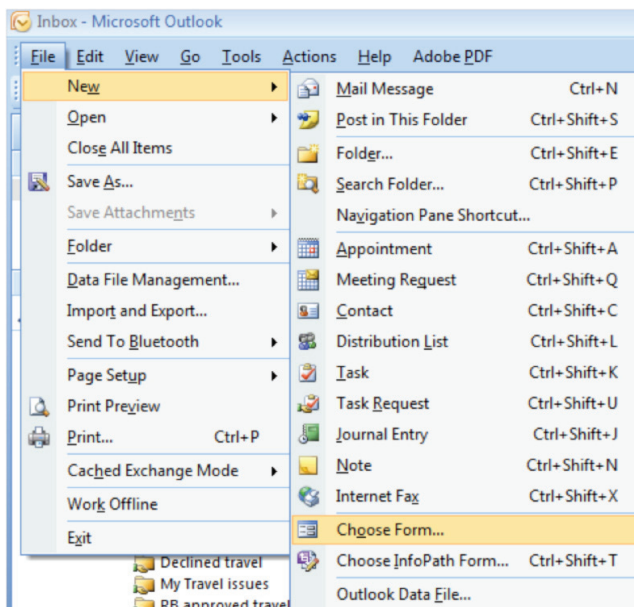 Inbox - Microsoft Outlook
File Edit View Go Tools Actions Help Adobe PDF
New
Open
Close All Items
Save As...
Save Attachments
Folder
Data File Management...
Import and Export...
Send To Bluetooth
Page Setup
Print Preview
Print... Ctrl+P
Cached Exchange Mode
Work Offline
Exit
Mail Message Ctrl+N
Post in This Folder Ctrl+Shift+S
Folder... Ctrl+Shift+E
Search Folder... Ctrl+Shift+P
Navigation Pane Shortcut...
Appointment Ctrl+Shift+A
Meeting Request Ctrl+Shift+Q
Contact Ctrl+Shift+C
Distribution List Ctrl+Shift+L
Task Ctrl+Shift+K
Task Request Ctrl+Shift+U
Journal Entry Ctrl+Shift+J
Note Ctrl+Shift+N
Internet Fax Ctrl+Shift+X
Choose Form...
Choose InfoPath Form... Ctrl+Shift+T
Outlook Data File...
Declined travel
My Travel issues
PB approved travel